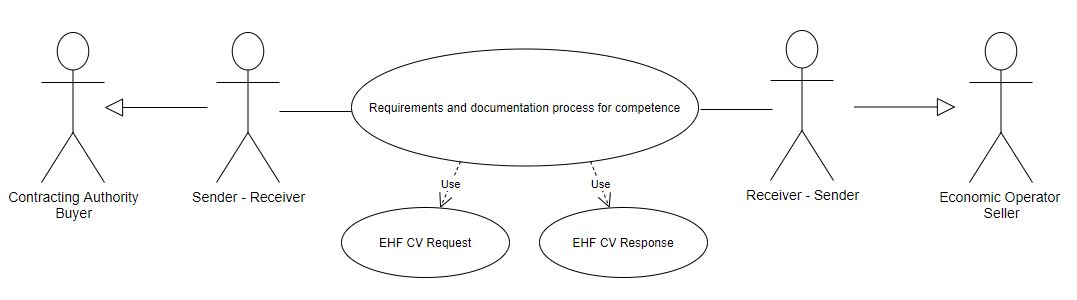 Requirements and documentation process for competence
Use
Use
Contracting Authority
Buyer
Sender - Receiver
Receiver - Sender
Economic Operator
Seller
EHF CV Request
EHF CV Response